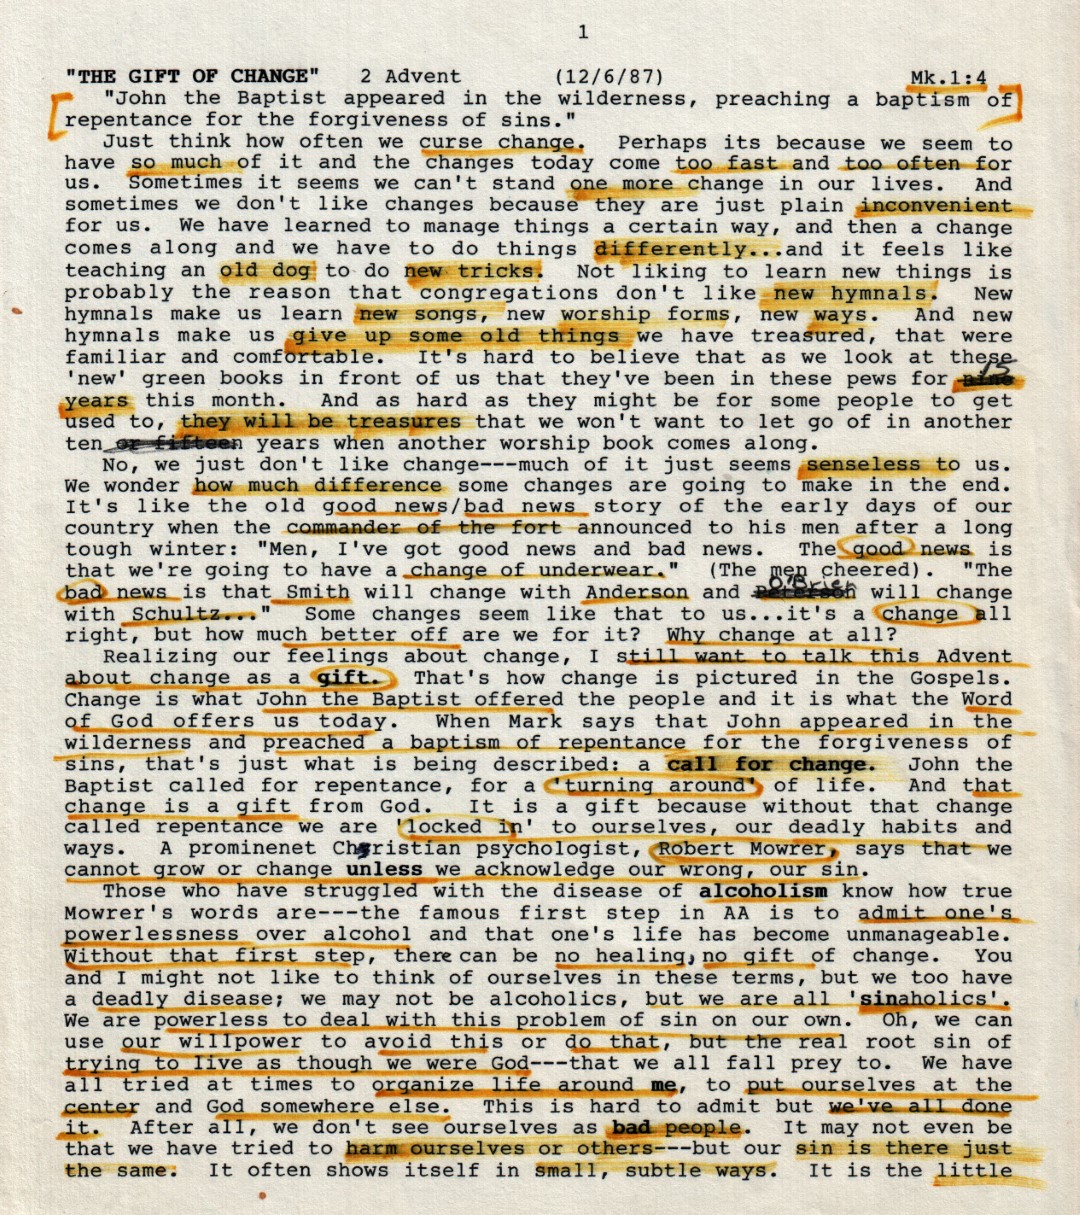 1
"THE GIFT OF CHANGE" 2 Advent (12/6/87) Mk.1:4
"John the Baptist appeared in the wilderness, preaching a baptism of
repentance for the forgiveness of sins."
Just think how often we curse change. Perhaps its because we seem to
have so much of it and the changes today come too fast and too often for
us. Sometimes it seems we can't stand one more change in our lives. And
sometimes we don't like changes because they are just plain inconvenient
for us. We have learned to manage things a certain way, and then a change
comes along and we have to do things differently...and it feels like
teaching an old dog to do new tricks. Not liking to learn new things is
probably the reason that congregations don't like new hymnals. New
hymnals make us learn new songs, new worship forms, new ways. And new
hymnals make us give up some old things we have treasured, that were
familiar and comfortable. It's hard to believe that as we look at these
'new' green books in front of us that they've been in these pews for nine 15
years this month. And as hard as they might be for some people to get
used to, they will be treasures that we won't want to let go of in another
ten or fifteen years when another worship book comes along.
No, we just don't like change---much of it just seems senseless to us.
We wonder how much difference some changes are going to make in the end.
It's like the old good news/bad news story of the early days of our
country when the commander of the fort announced to his men after a long
tough winter: "Men, I've got good news and bad news. The good news is
that we're going to have a change of underwear." (The men cheered). "The
bad news is that Smith will change with Anderson and Peterson O'Brien will change
with Schultz..." Some changes seem like that to us...it's a change all
right, but how much better off are we for it? Why change at all?
Realizing our feelings about change, I still want to talk this Advent
about change as a gift. That's how change is pictured in the Gospels.
Change is what John the Baptist offered the people and it is what the Word
of God offers us today. When Mark says that John appeared in the
wilderness and preached a baptism of repentance for the forgiveness of
sins, that's just what is being described: a call for change. John the
Baptist called for repentance, for a 'turning around' of life. And that
change is a gift from God. It is a gift because without that change
called repentance we are 'locked in' to ourselves, our deadly habits and
ways. A prominenet Christian psychologist, Robert Mowrer, says that we
cannot grow or change unless we acknowledge our wrong, our sin.
Those who have struggled with the disease of alcoholism know how true
Mowrer's words are---the famous first step in AA is to admit one's
powerlessness over alcohol and that one's life has become unmanageable.
Without that first step, there can be no healing, no gift of change. You
and I might not like to think of ourselves in these terms, but we too have
a deadly disease; we may not be alcoholics, but we are all 'sinaholics'.
We are powerless to deal with this problem of sin on our own. Oh, we can
use our willpower to avoid this or do that, but the real root sin of
trying to live as though we were God---that we all fall prey to. We have
all tried at times to organize life around me, to put ourselves at the
center and God somewhere else. This is hard to admit but we've all done
it. After all, we don't see ourselves as bad people. It may not even be
that we have tried to harm ourselves or others---but our sin is there just
the same. It often shows itself in small, subtle ways. It is the little